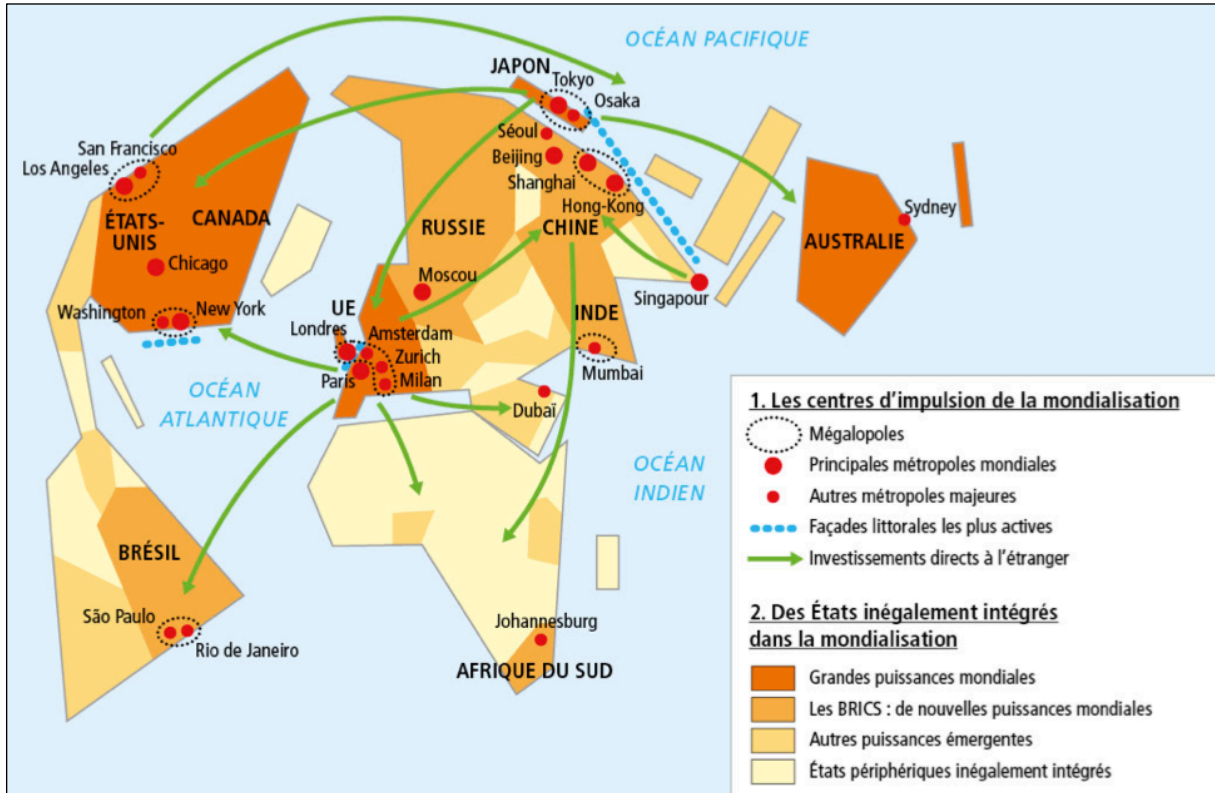 OCÉAN PACIFIQUE
JAPON
Tokyo
Osaka
San Francisco
Los Angeles
Séoul
Beijing
Shanghai
Hong-Kong
ÉTATS-
UNIS
CANADA
RUSSIE
CHINE
Sydney
AUSTRALIE
Chicago
Moscou
Singapour
Washington
New York
UE
Londres
Amsterdam
Zurich
Paris
Milan
INDE
Mumbai
Dubaï
OCÉAN
ATLANTIQUE
OCÉAN
INDIEN
BRÉSIL
São Paulo
Rio de Janeiro
Johannesburg
AFRIQUE DU SUD
1. Les centres d'impulsion de la mondialisation
Mégalopoles
Principales métropoles mondiales
Autres métropoles majeures
Façades littorales les plus actives
Investissements directs à l'étranger
2. Des États inégalement intégrés
dans la mondialisation
Grandes puissances mondiales
Les BRICS : de nouvelles puissances mondiales
Autres puissances émergentes
États périphériques inégalement intégrés